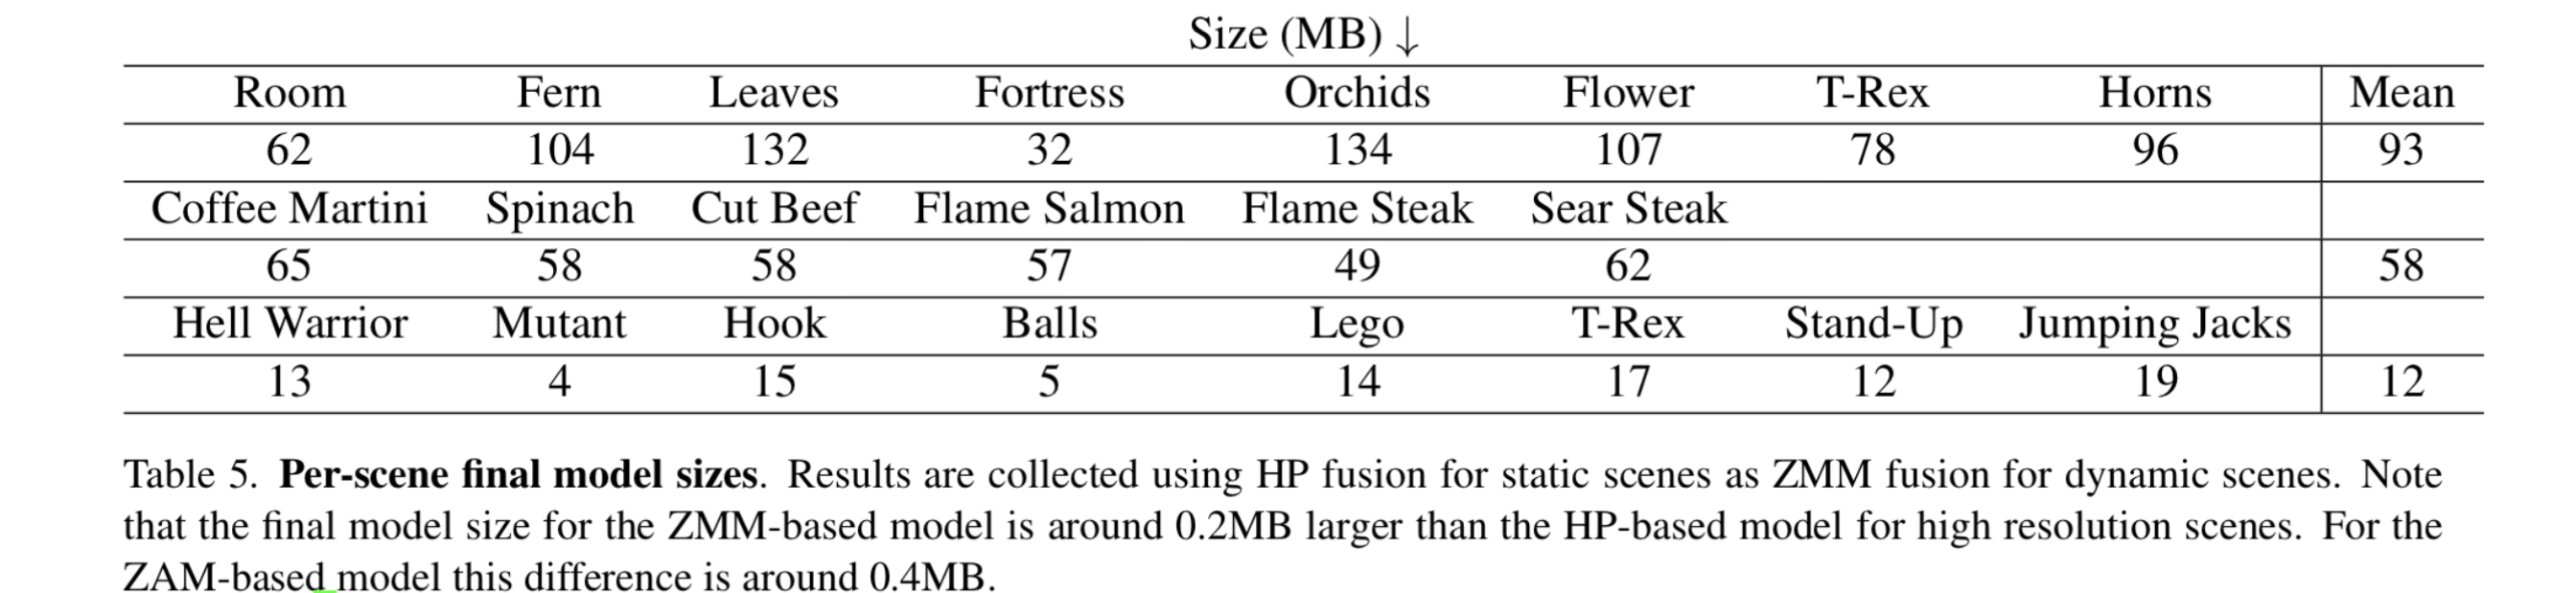 Size (MB) ↓
Room Fern Leaves Fortress Orchids Flower T-Rex Horns Mean
62 104 132 32 134 107 78 96 93
Coffee Martini Spinach Cut Beef Flame Salmon Flame Steak Sear Steak
65 58 58 57 49 62 58
Hell Warrior Mutant Hook Balls Lego T-Rex Stand-Up Jumping Jacks
13 4 15 5 14 17 12 19 12
Table 5. Per-scene final model sizes. Results are collected using HP fusion for static scenes as ZMM fusion for dynamic scenes. Note
that the final model size for the ZMM-based model is around 0.2MB larger than the HP-based model for high resolution scenes. For the
ZAM-based model this difference is around 0.4MB.